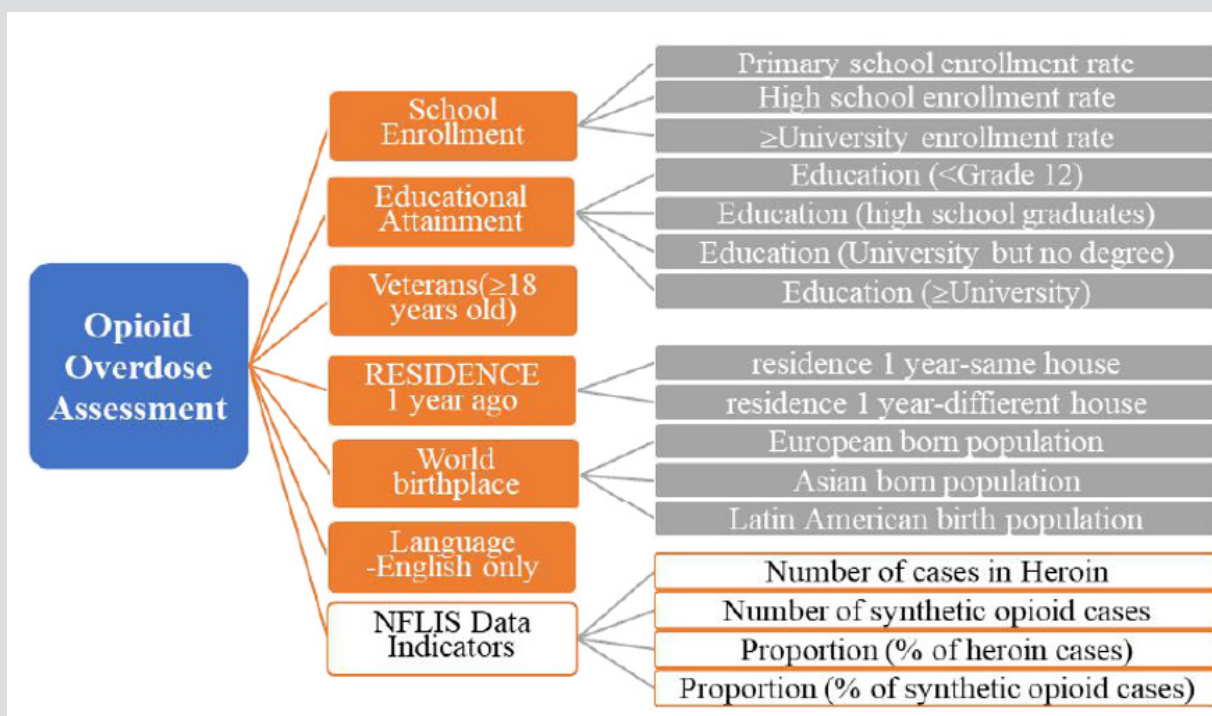 Opioid
Overdose
Assessment
School
Enrollment
Primary school enrollment rate
High school enrollment rate
≥University enrollment rate
Educational
Attainment
Education (<Grade 12)
Education (high school graduates)
Education (University but no degree)
Education (≥University)
Veterans(≥18
years old)
RESIDENCE
1 year ago
residence 1 year-same house
residence 1 year-diffierent house
World
birthplace
European born population
Asian born population
Latin American birth population
Language
-English only
NFLIS Data
Indicators
Number of cases in Heroin
Number of synthetic opioid cases
Proportion (% of heroin cases)
Proportion (% of synthetic opioid cases)